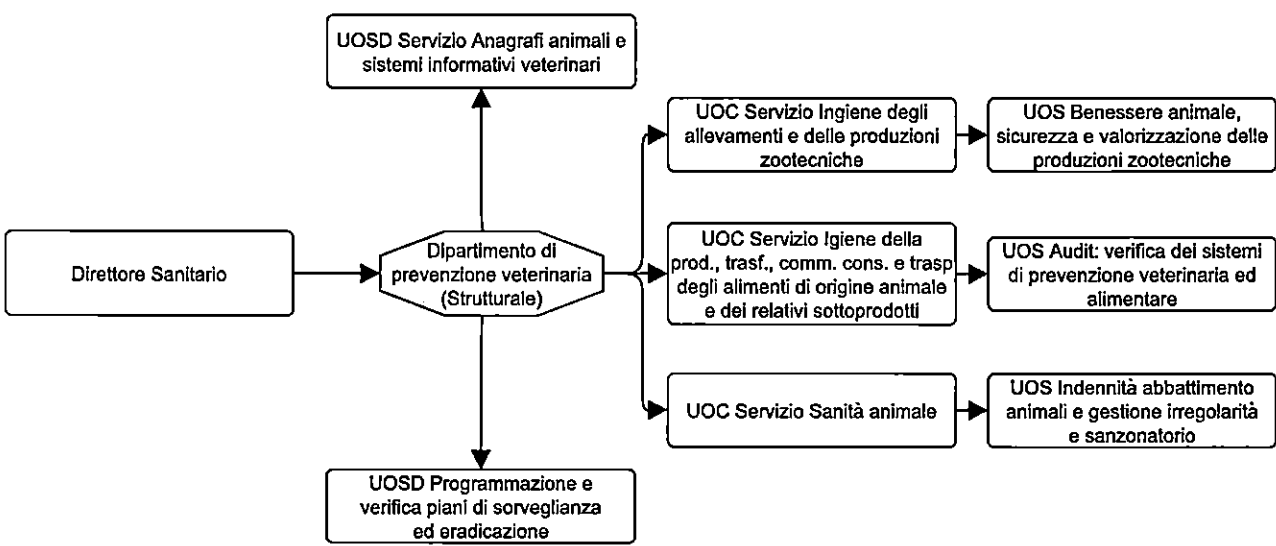 UOSD Servizio Anagrafi animali e
sistemi informativi veterinari
UOC Servizio Ingiene degli
allevamenti e delle produzioni
zootecniche
UOS Benessere animale,
sicurezza e valorizzazione delle
produzioni zootecniche
Direttore Sanitario
Dipartimento di
prevenzione veterinaria
(Strutturale)
UOC Servizio Igiene della
prod., trasf., comm. cons. e trasp
degli alimenti di origine animale
e dei relativi sottoprodotti
UOS Audit: verifica dei sistemi
di prevenzione veterinaria ed
alimentare
UOC Servizio Sanità animale
UOS Indennità abbattimento
animali e gestione irregolarità
e sanzonatorio
UOSD Programmazione e
verifica piani di sorveglianza
ed eradicazione